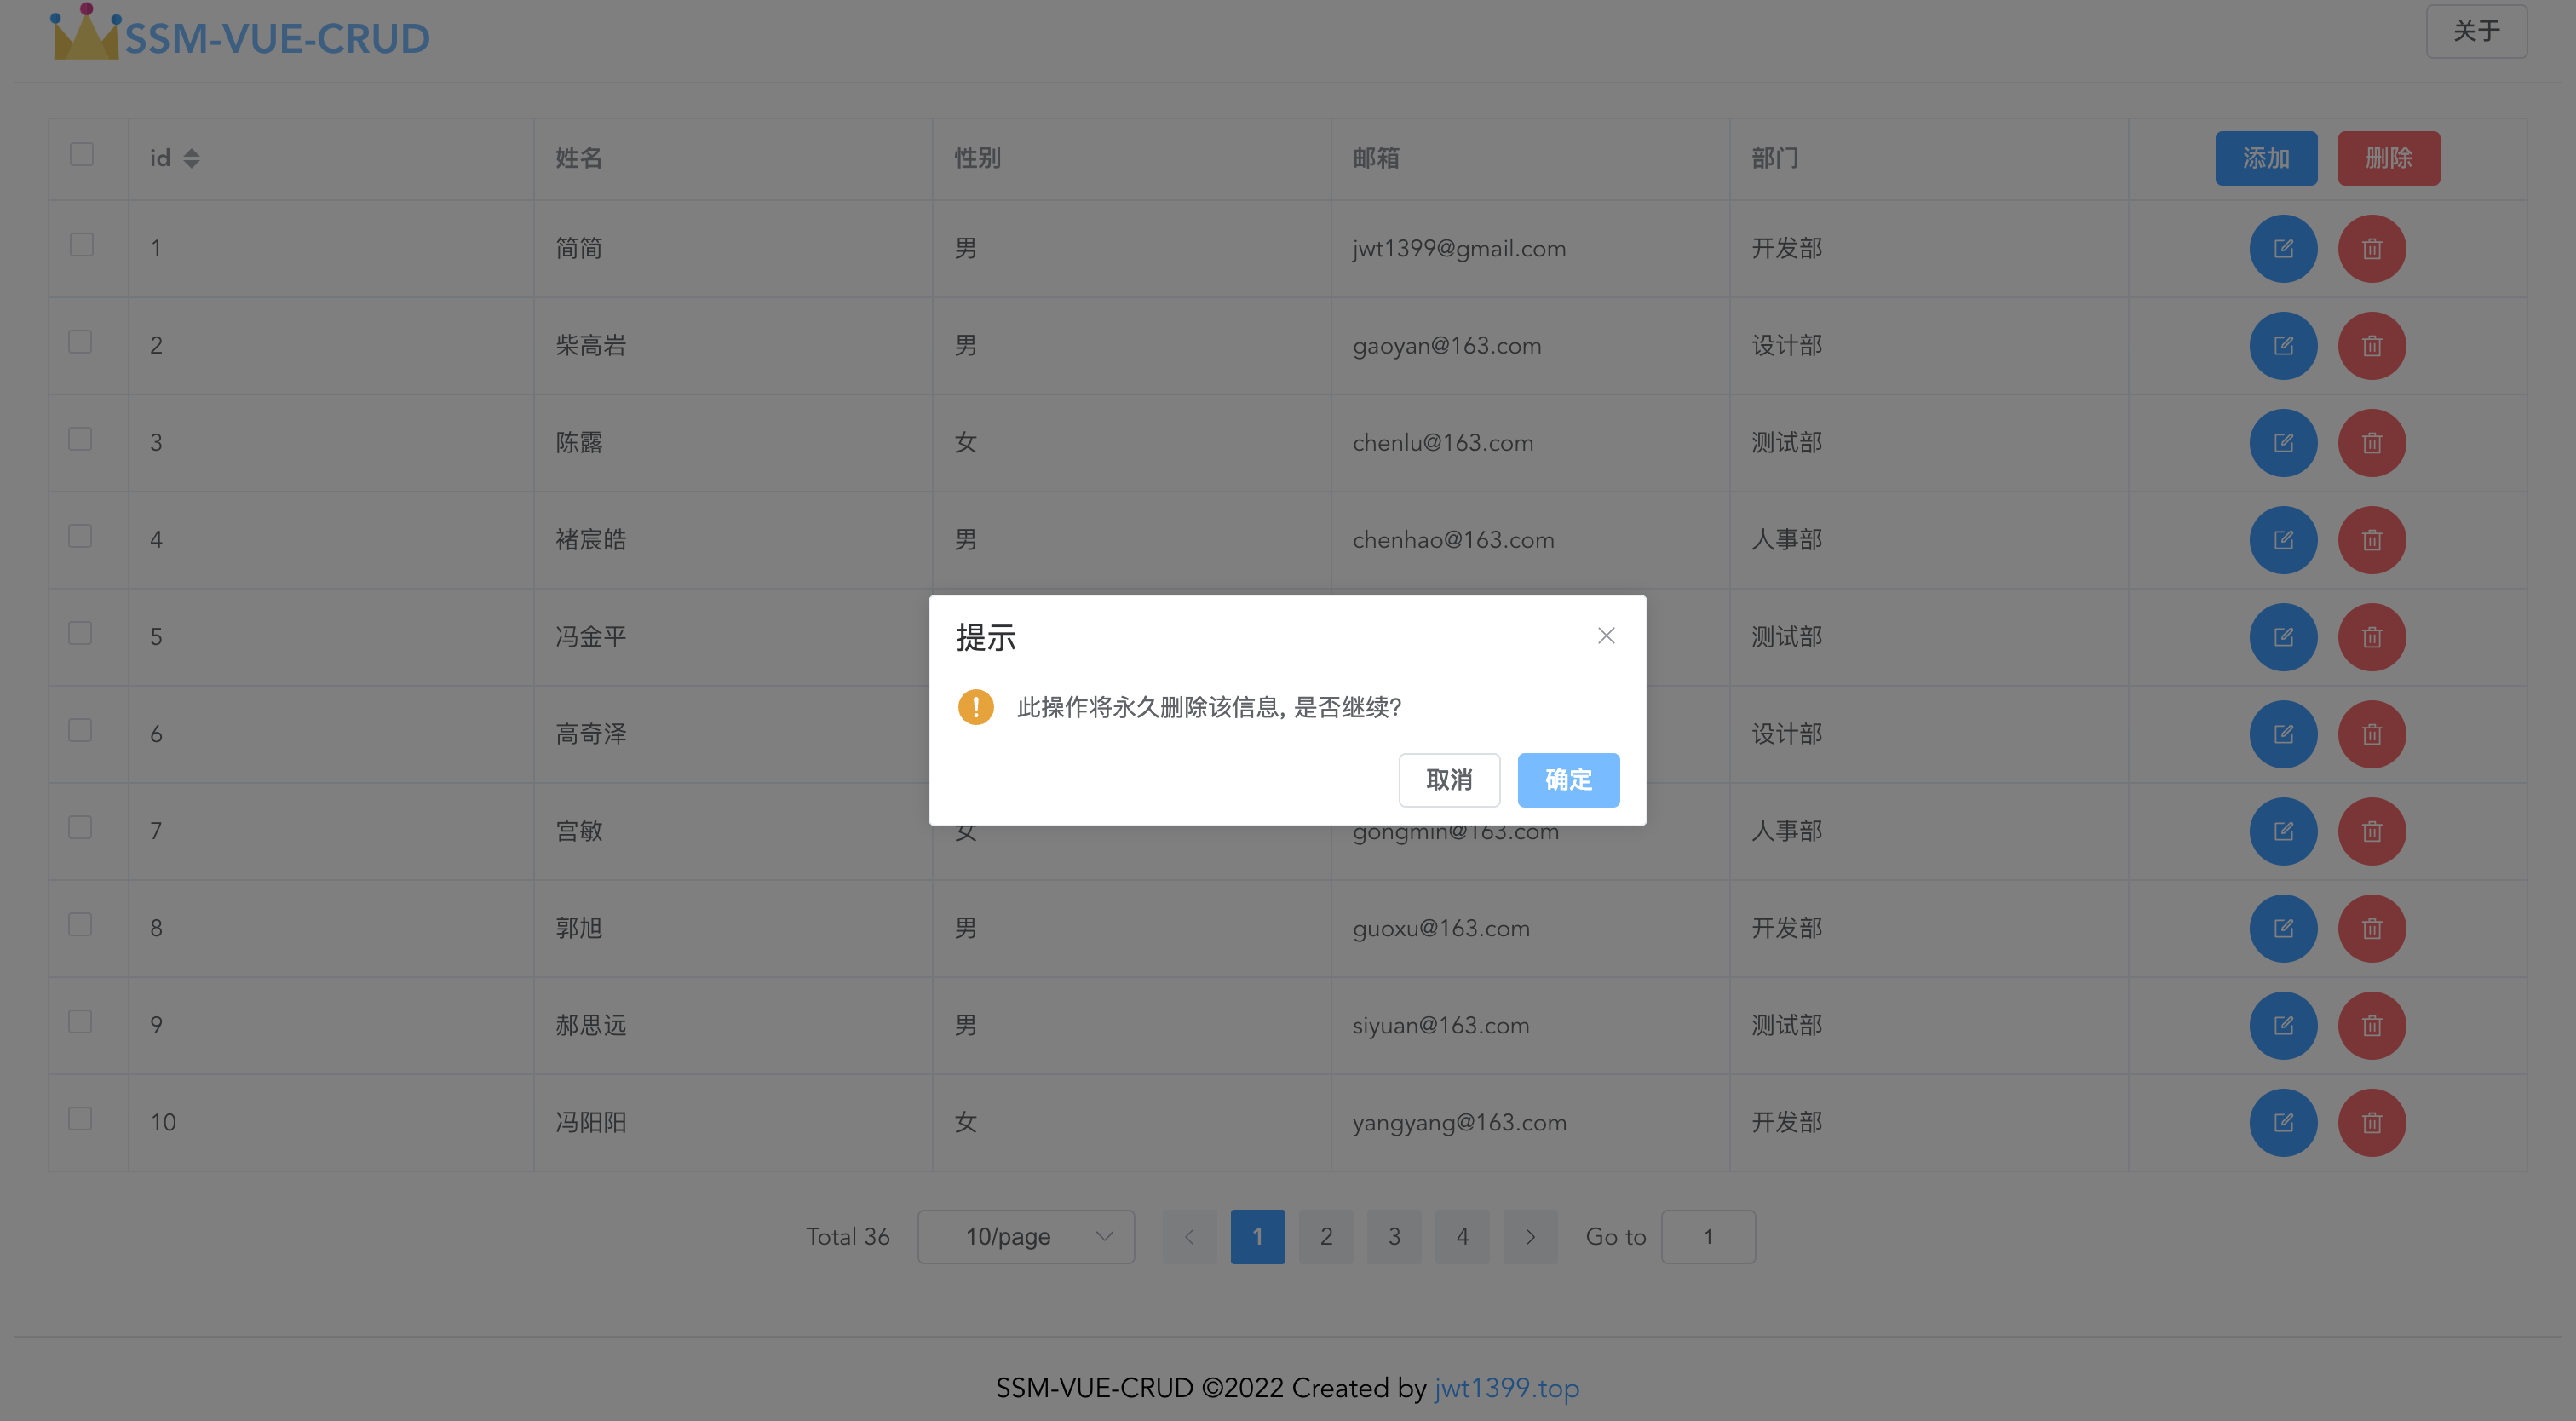 SSM-VUE-CRUD
关于
id 姓名 性别 邮箱 部门 添加 删除
1 简简 男 jwt1399@gmail.com 开发部
2 柴高岩 男 gaoyan@163.com 设计部
3 陈露 女 chenlu@163.com 测试部
4 褚宸皓 男 chenhao@163.com 人事部
5 冯金平 测试部
6 高奇泽 设计部
7 宫敏 女 gongmin@163.com 人事部
8 郭旭 男 guoxu@163.com 开发部
9 郝思远 男 siyuan@163.com 测试部
10 冯阳阳 女 yangyang@163.com 开发部
提示
此操作将永久删除该信息, 是否继续?
取消 确定
Total 36 10/page 1 2 3 4 Go to 1
SSM-VUE-CRUD ©2022 Created by jwt1399.top